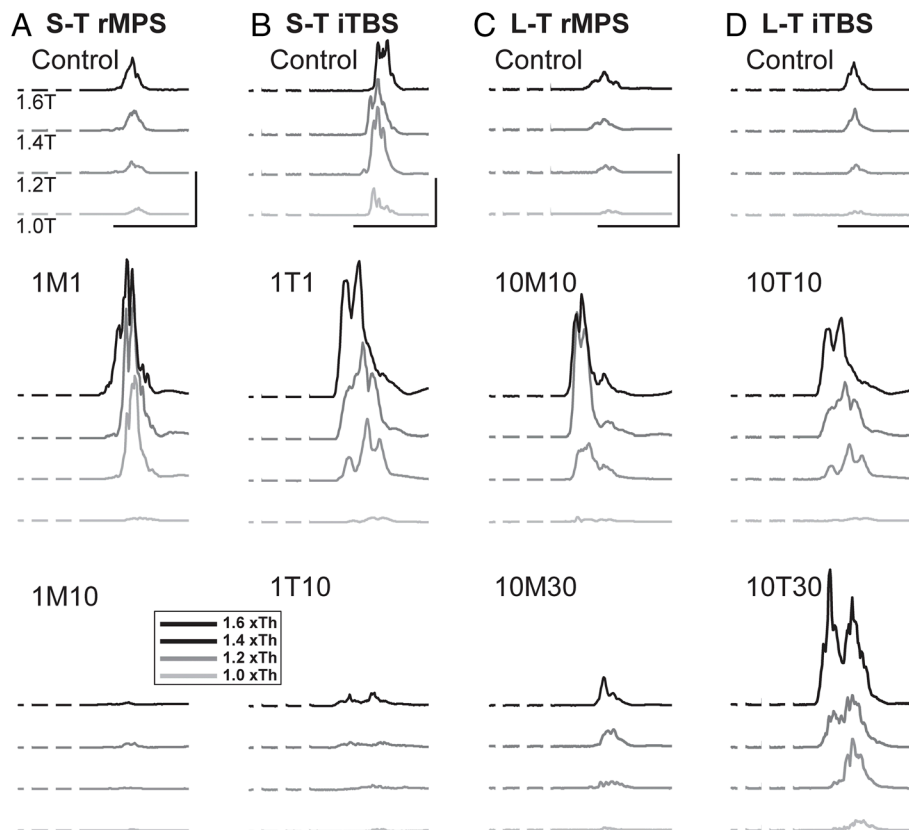 A S-T rMPS B S-T iTBS C L-T rMPS D L-T iTBS
Control Control Control Control
1.6T
1.4T
1.2T
1.0T
1M1 1T1 10M10 10T10
1M10 1T10 10M30 10T30
1.6 xTh
1.4 xTh
1.2 xTh
1.0 xTh